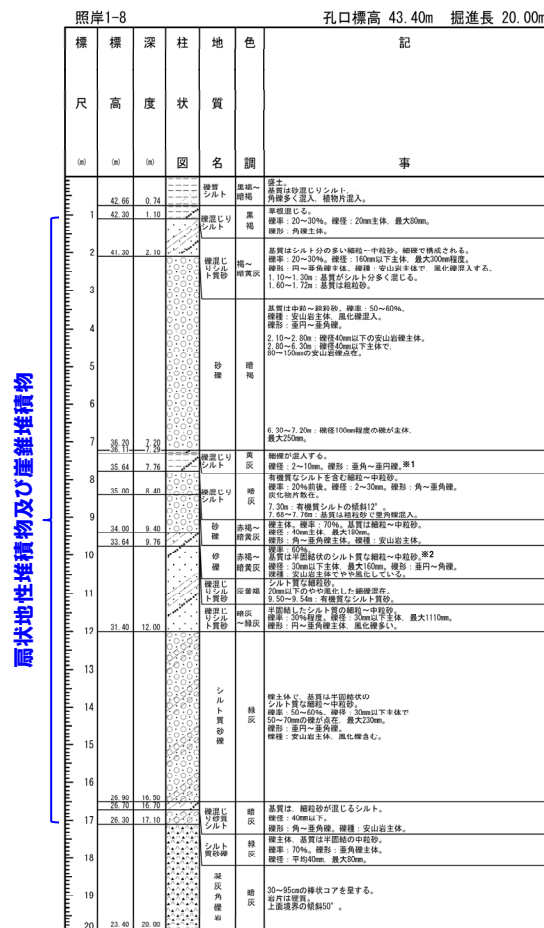 照岸1-8 孔口標高 43.40m 掘進長 20.00m
標尺(m) 標高(m) 深度(m) 柱状図 地質名 色調 記事
扇状地性堆積物及び崖錐堆積物
42.66 0.74 礫質シルト 黒褐～暗褐
盛土。
基質は砂混じりシルト。
角礫多く混入、植物片混入。
1 42.30 1.10 礫混じりシルト 黒褐
草根混じる。
礫率：20～30%。礫径：20mm主体、最大80mm。
礫形：角礫主体。
2 41.30 2.10 礫混じりシルト質砂 褐～暗黄灰
基質はシルト分の多い細粒～中粒砂。細礫で構成される。
礫率：20～30%。礫径：160mm以下主体、最大300mm程度。
礫形：円～亜角礫主体。礫種：安山岩主体で、風化礫混入する。
1.10～1.30m：基質がシルト分多く混じる。
1.60～1.72m：基質は粗粒砂。
3
4
5
6
7 36.20 7.20 砂礫 暗褐
基質は中粒～粗粒砂。礫率：50～60%。
礫種：安山岩主体、風化礫混入。
礫形：亜円～亜角礫。
2.10～2.80m：礫径40mm以下の安山岩礫主体。
2.80～6.30m：礫径40mm以下主体で、
80～150mmの安山岩礫点在。
6.30～7.20m：礫径100mm程度の礫が主体、
最大250mm。
36.11 7.29
35.64 7.76 礫混じりシルト 黄灰
細礫が混入する。
礫径：2～10mm。礫形：亜角～亜円礫。※1
8 35.00 8.40 礫混じりシルト 暗灰
有機質なシルトを含む細粒～中粒砂。
礫率：20%前後。礫径：2～30mm。礫形：角～亜角礫。
炭化物片散在。
7.30m：有機質シルトの傾斜12°。
7.68～7.76m：基質は粗粒砂で亜角礫混入。
9 34.00 9.40 砂礫 赤褐～暗黄灰
礫主体。礫率：70%。基質は細粒～中粒砂。
礫径：40mm主体、最大180mm。
礫形：角～亜角礫主体。礫種：安山岩主体。
33.64 9.76
10 砂礫 赤褐～暗黄灰
礫率：60%。
基質は半固結状のシルト質な細粒～中粒砂。※2
礫径：30mm以下主体、最大160mm。礫形：亜円～角礫。
礫種：安山岩主体でやや風化している。
11 礫混じりシルト質砂 灰黄褐
シルト質な細粒砂。
20mm以下のやや風化した細礫混在。
9.50～9.54m：有機質なシルト質砂。
12 31.40 12.00 礫混じりシルト質砂 暗灰～緑灰
半固結したシルト質の細粒～中粒砂。
礫率：30%程度。礫径：30mm以下主体、最大1110mm。
礫形：円～亜角礫主体、風化礫多い。
13
14
15
16 26.90 16.50 シルト質砂礫 緑灰
礫主体で、基質は半固結状の
シルト質な細粒～中粒砂。
礫率：50～60%。礫径：30mm以下主体で
50～70mmの礫が点在、最大230mm。
礫形：亜円～亜角礫。
礫種：安山岩主体、風化礫含む。
26.70 16.70
17 26.30 17.10 礫混じり砂質シルト 暗灰
基質は、細粒砂が混じるシルト。
礫径：40mm以下。
礫形：角～亜角礫。礫種：安山岩主体。
18 シルト質砂礫 緑灰
礫主体、基質は半固結の中粒砂。
礫率：70%。礫形：亜角礫主体。
礫径：平均40mm、最大80mm。
19
20 23.40 20.00 凝灰角礫岩 暗灰
30～95cmの棒状コアを呈する。
岩片は硬質。
上面境界の傾斜50°。